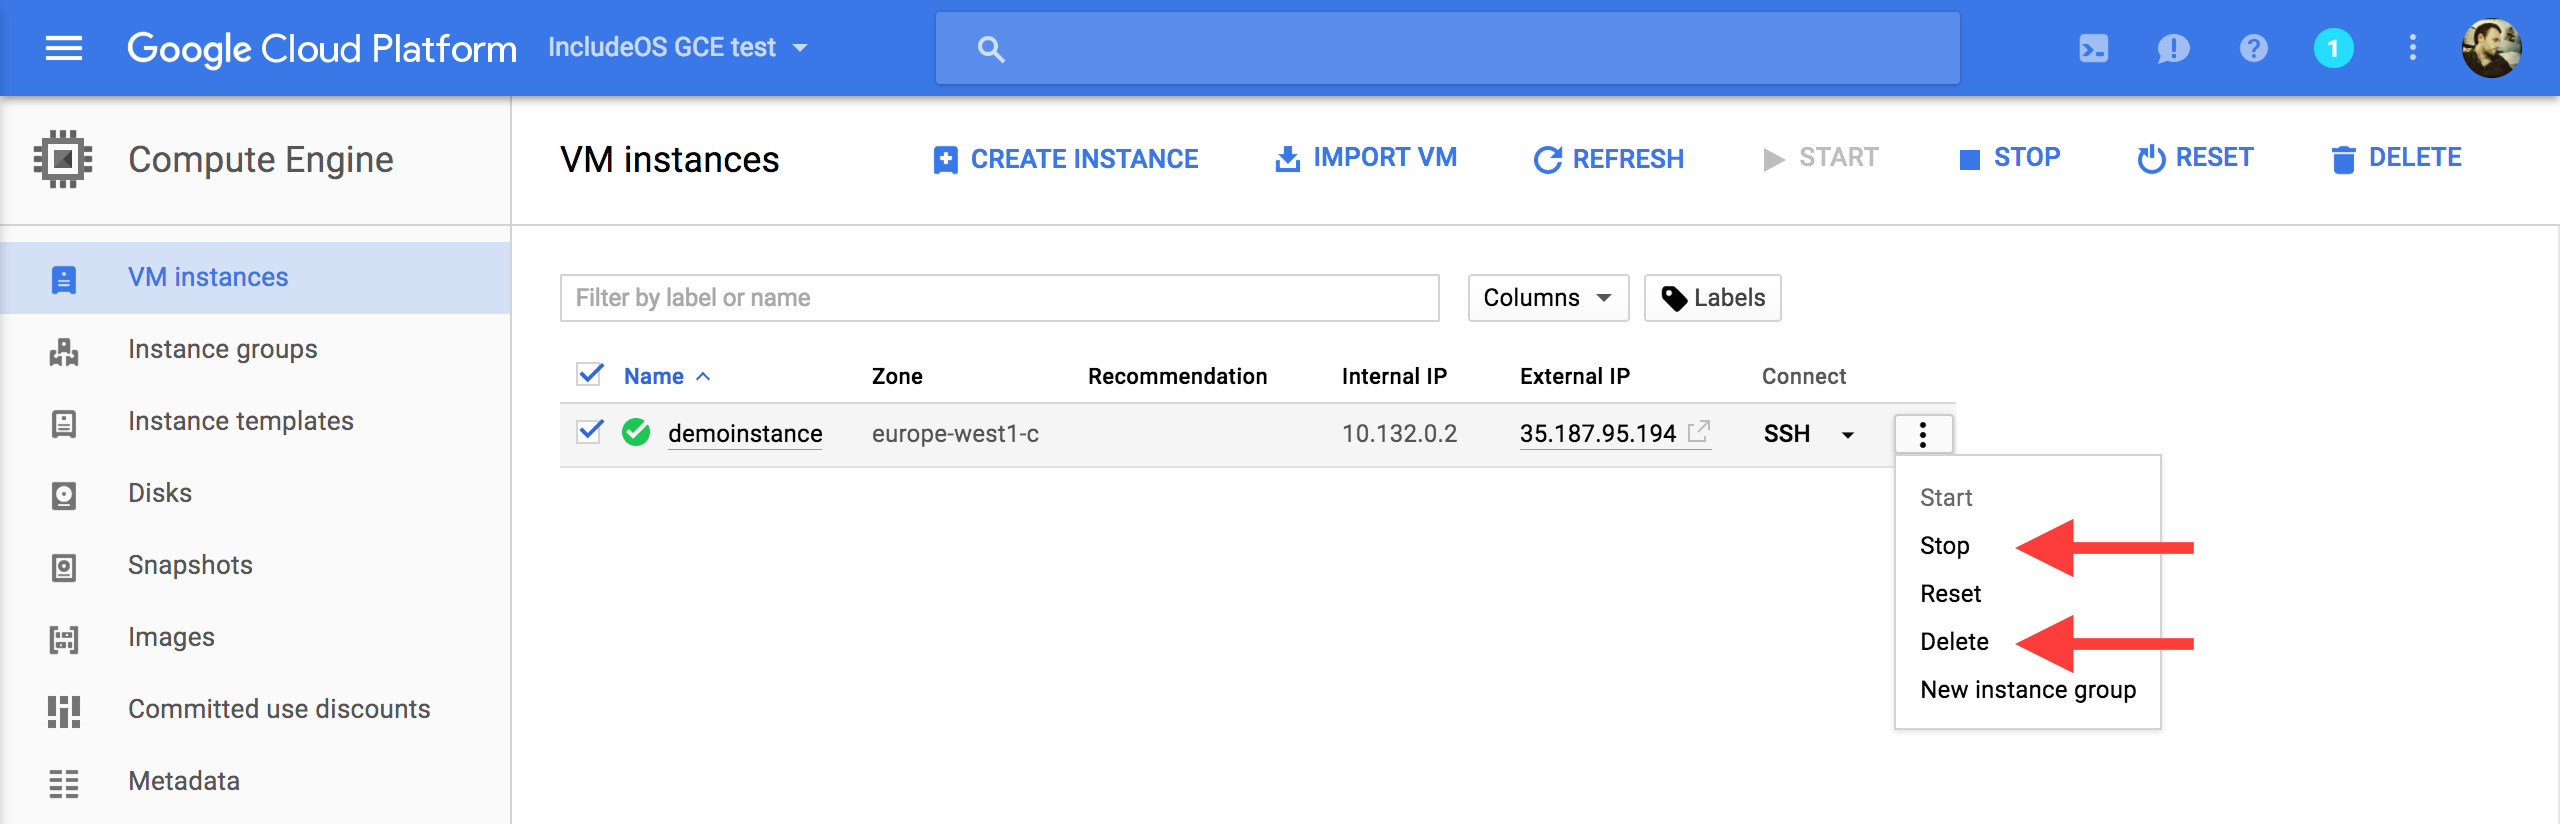 Google Cloud Platform IncludeOS GCE test 1
Compute Engine
VM instances CREATE INSTANCE IMPORT VM REFRESH START STOP RESET DELETE
VM instances
Instance groups
Instance templates
Disks
Snapshots
Images
Committed use discounts
Metadata
Filter by label or name Columns Labels
Name Zone Recommendation Internal IP External IP Connect
demoinstance europe-west1-c 10.132.0.2 35.187.95.194 SSH
Start
Stop
Reset
Delete
New instance group